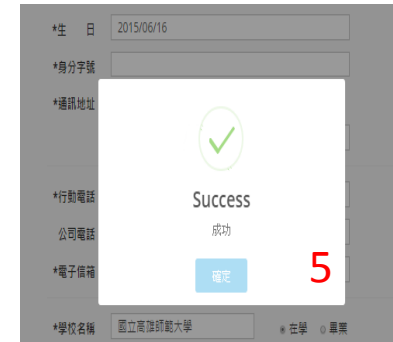 *生 日 2015/06/16
*身分字號
*通訊地址
*行動電話
Success
公司電話
成功
*電子信箱
確定
5
*學校名稱 國立高雄師範大學 在學 畢業